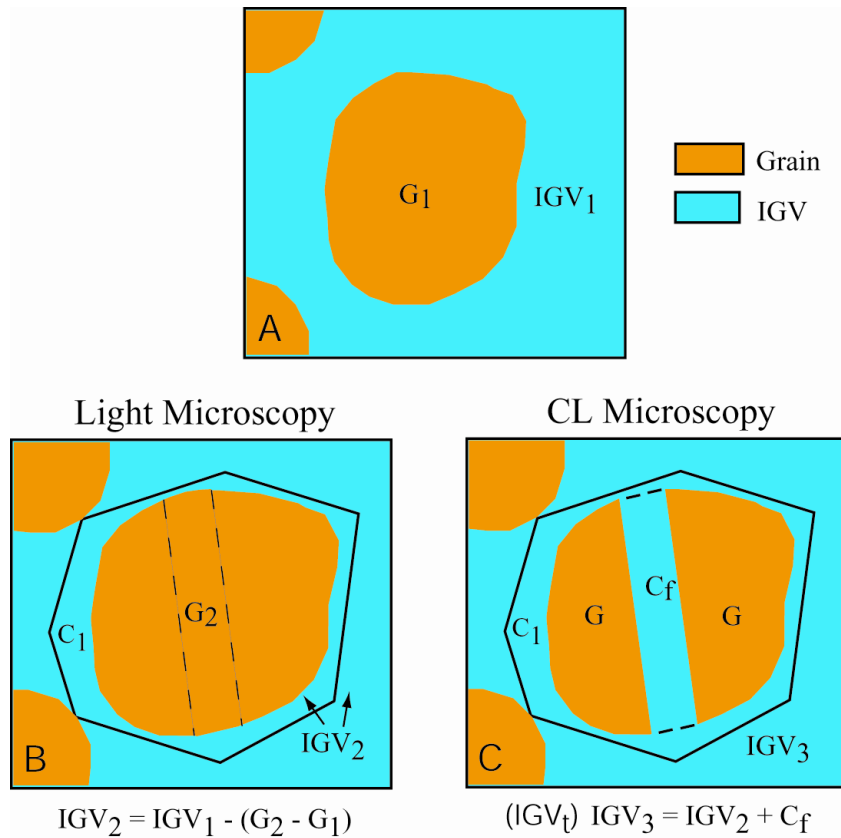 Grain
IGV
G1
IGV1
A
Light Microscopy
CL Microscopy
C1
G2
IGV2
B
IGV2 = IGV1 - (G2 - G1)
C1
G
Cf
G
IGV3
C
(IGVt) IGV3 = IGV2 + Cf